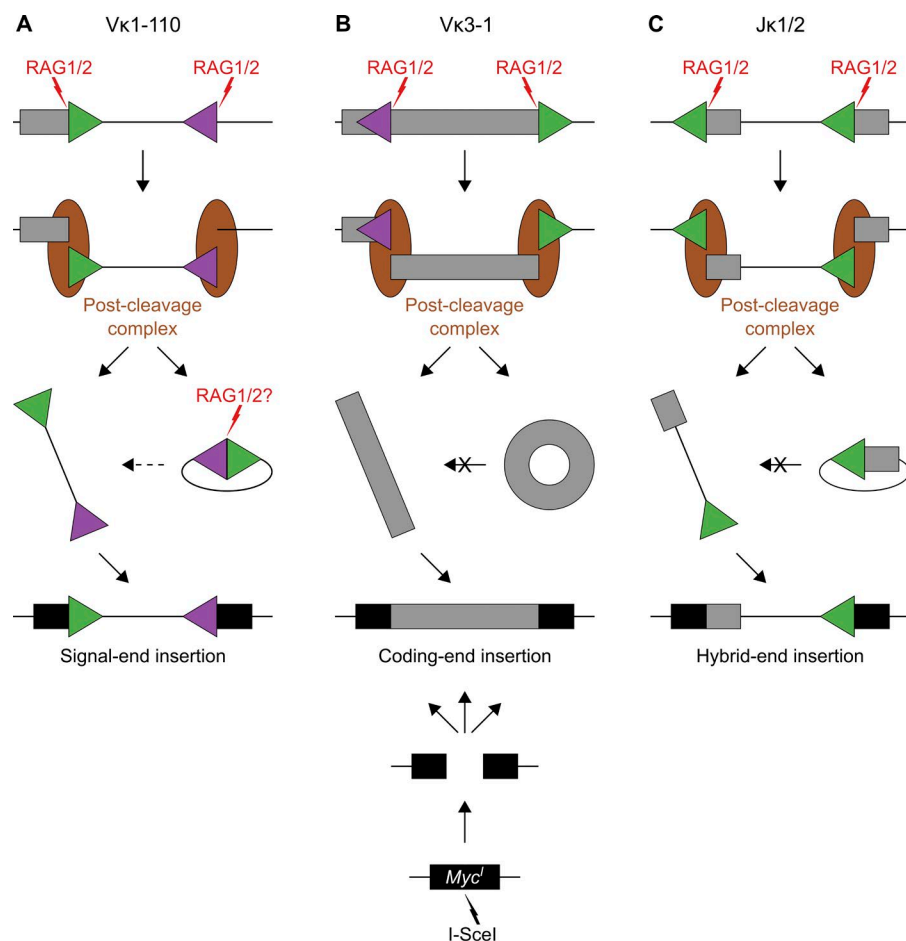 A
Vκ1-110
B
Vκ3-1
C
Jκ1/2
RAG1/2
RAG1/2
RAG1/2
RAG1/2
RAG1/2
RAG1/2
Post-cleavage
complex
Post-cleavage
complex
Post-cleavage
complex
RAG1/2?
X
X
Signal-end insertion
Coding-end insertion
Hybrid-end insertion
Myc^I
I-SceI